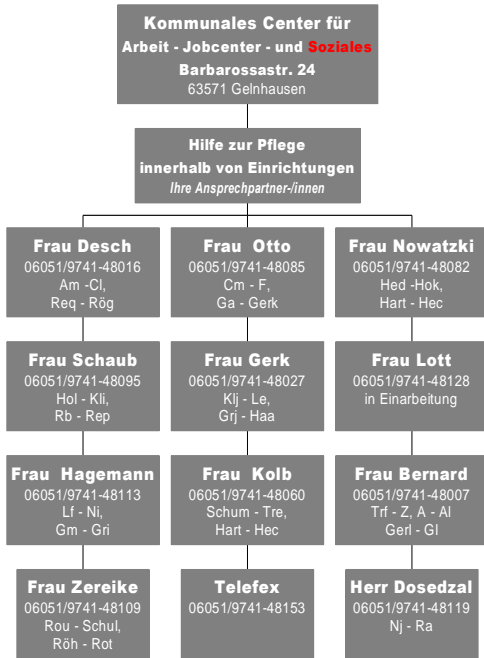 Kommunales Center für
Arbeit - Jobcenter - und Soziales
Barbarossastr. 24
63571 Gelnhausen
Hilfe zur Pflege
innerhalb von Einrichtungen
Ihre Ansprechpartner-/innen
Frau Desch
06051/9741-48016
Am -Cl,
Req - Rög
Frau Otto
06051/9741-48085
Cm - F,
Ga - Gerk
Frau Nowatzki
06051/9741-48082
Hed -Hok,
Hart - Hec
Frau Schaub
06051/9741-48095
Hol - Kli,
Rb - Rep
Frau Gerk
06051/9741-48027
Klj - Le,
Grj - Haa
Frau Lott
06051/9741-48128
in Einarbeitung
Frau Hagemann
06051/9741-48113
Lf - Ni,
Gm - Gri
Frau Kolb
06051/9741-48060
Schum - Tre,
Hart - Hec
Frau Bernard
06051/9741-48007
Trf - Z, A - Al
Gerl - Gl
Frau Zereike
06051/9741-48109
Rou - Schul,
Röh - Rot
Telefex
06051/9741-48153
Herr Dosedzal
06051/9741-48119
Nj - Ra